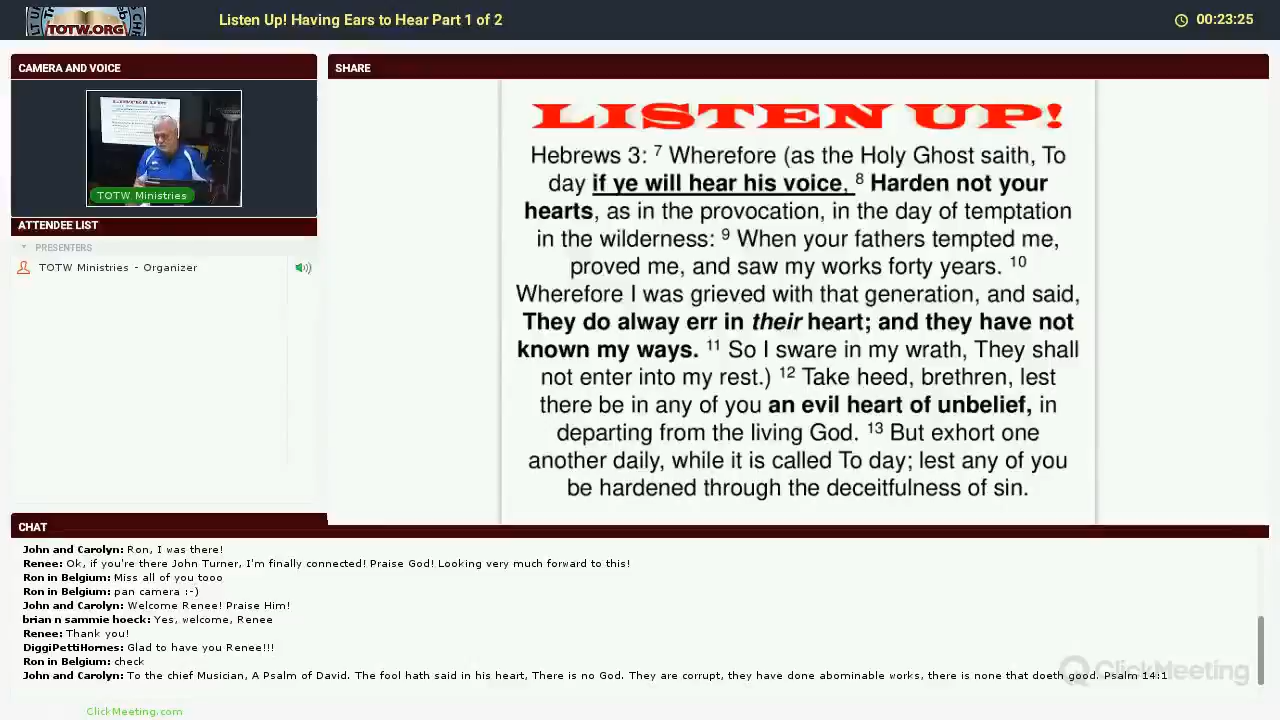 TOTW.ORG
Listen Up! Having Ears to Hear Part 1 of 2
00:23:25
CAMERA AND VOICE
LISTEN UP!
TOTW Ministries
ATTENDEE LIST
PRESENTERS
TOTW Ministries - Organizer
SHARE
LISTEN UP!
Hebrews 3: 7 Wherefore (as the Holy Ghost saith, To
day if ye will hear his voice, 8 Harden not your
hearts, as in the provocation, in the day of temptation
in the wilderness: 9 When your fathers tempted me,
proved me, and saw my works forty years. 10
Wherefore I was grieved with that generation, and said,
They do alway err in their heart; and they have not
known my ways. 11 So I sware in my wrath, They shall
not enter into my rest.) 12 Take heed, brethren, lest
there be in any of you an evil heart of unbelief, in
departing from the living God. 13 But exhort one
another daily, while it is called To day; lest any of you
be hardened through the deceitfulness of sin.
CHAT
John and Carolyn: Ron, I was there!
Renee: Ok, if you're there John Turner, I'm finally connected! Praise God! Looking very much forward to this!
Ron in Belgium: Miss all of you tooo
Ron in Belgium: pan camera :-)
John and Carolyn: Welcome Renee! Praise Him!
brian n sammie hoeck: Yes, welcome, Renee
Renee: Thank you!
DiggiPettiHornes: Glad to have you Renee!!!
Ron in Belgium: check
John and Carolyn: To the chief Musician, A Psalm of David. The fool hath said in his heart, There is no God. They are corrupt, they have done abominable works, there is none that doeth good. Psalm 14:1
ClickMeeting
ClickMeeting.com